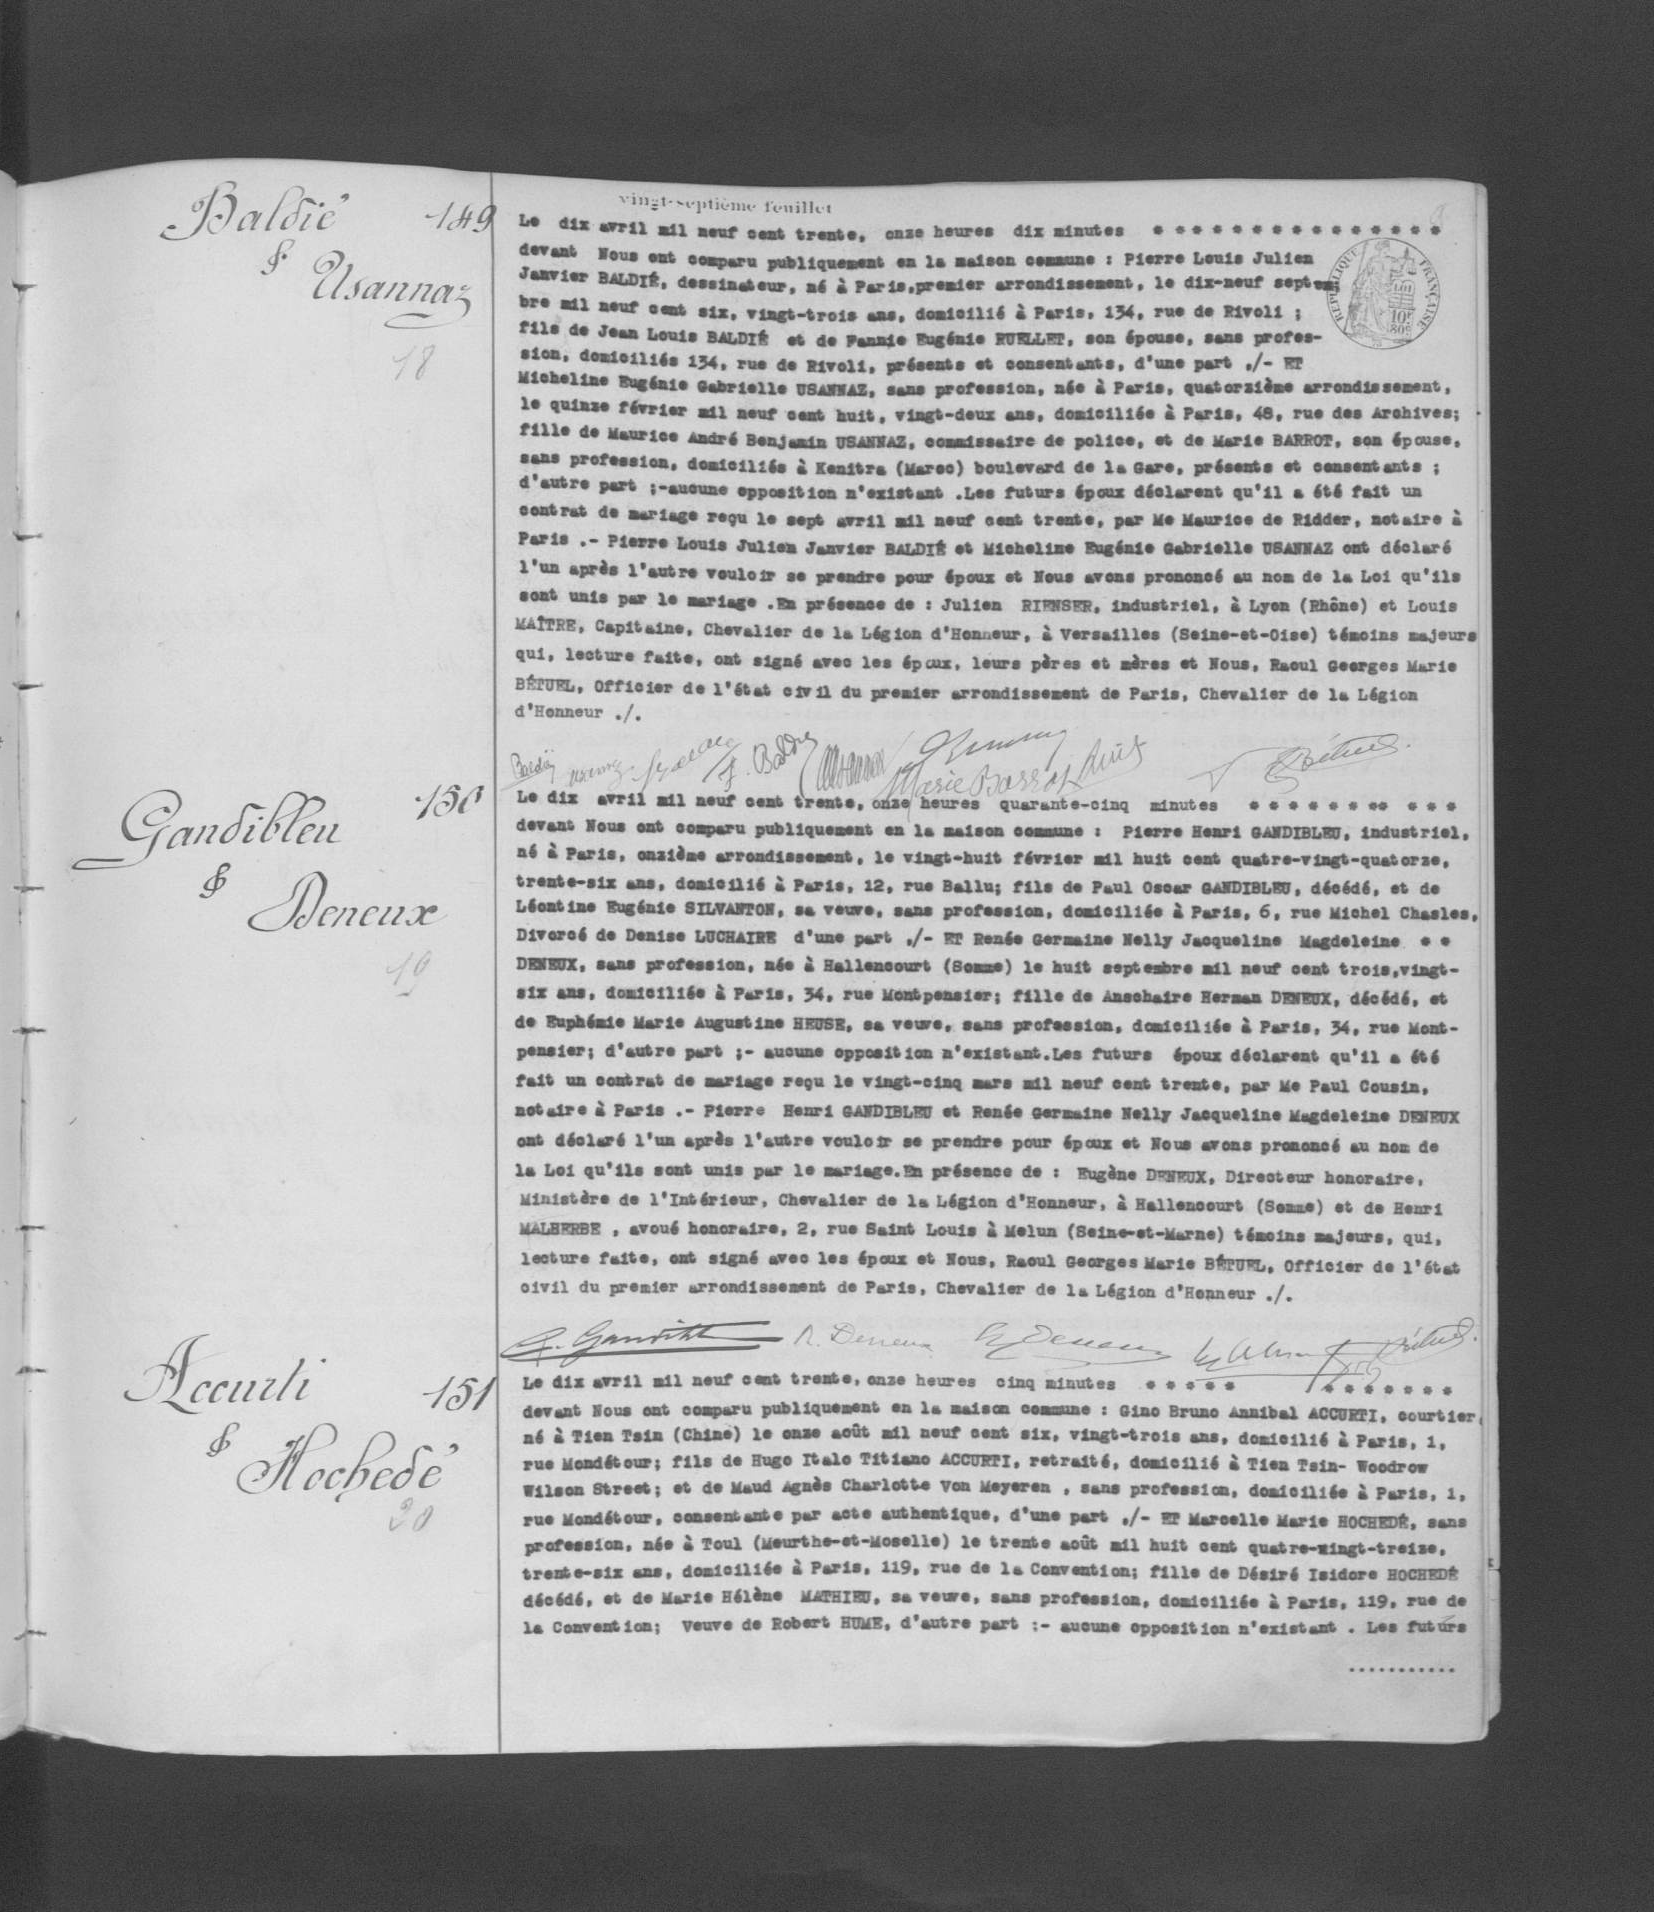 vingt-septième feuillet
Baldié
&
Usannaz
149
18
Le dix avril mil neuf cent trente, onze heures dix minutes
devant Nous ont comparu publiquement en la maison commune : Pierre Louis Julien
Janvier BALDIÉ, dessinateur, né à Paris,premier arrondissement, le dix-neuf septem
bre mil neuf cent six, vingt-trois ans, domicilié à Paris, 134, rue de Rivoli ;
fils de Jean Louis BALDIÉ et de Fannie Eugénie RUELLET, son épouse, sans profes-
sion, domiciliés 134, rue de Rivoli, présents et consentants, d'une part ./- ET
Micheline Eugénie Gabrielle USANNAZ, sans profession, née à Paris, quatorzième arrondissement,
le quinze février mil neuf cent huit, vingt-deux ans, domiciliée à Paris, 48, rue des Archives;
fille de Maurice André Benjamin USANNAZ, commissaire de police, et de Marie BARROT, son épouse,
sans profession, domiciliés à Kenitra (Maroc) boulevard de la Gare, présents et consentants ;
d'autre part ;-aucune opposition n'existant .Les futurs époux déclarent qu'il a été fait un
contrat de mariage reçu le sept avril mil neuf cent trente, par Me Maurice de Ridder, notaire à
Paris .- Pierre Louis Julien Janvier BALDIÉ et Micheline Eugénie Gabrielle USANNAZ ont déclaré
l'un après l'autre vouloir se prendre pour époux et Nous avons prononcé au nom de la Loi qu'ils
sont unis par le mariage .En présence de : Julien RIENSER, industriel, à Lyon (Rhône) et Louis
MAÎTRE, Capitaine, Chevalier de la Légion d'Honneur, à Versailles (Seine-et-Oise) témoins majeurs
qui, lecture faite, ont signé avec les époux, leurs pères et mères et Nous, Raoul Georges Marie
BÉTUEL, Officier de l'état civil du premier arrondissement de Paris, Chevalier de la Légion
d'Honneur ./.
RÉPUBLIQUE FRANÇAISE
10F
80c
Baldié
Baldié
Marie Barrot
Bétuel
Gandibleu
&
Deneux
150
19
Le dix avril mil neuf cent trente, onze heures quarante-cinq minutes
devant Nous ont comparu publiquement en la maison commune : Pierre Henri GANDIBLEU, industriel,
né à Paris, onzième arrondissement, le vingt-huit février mil huit cent quatre-vingt-quatorze,
trente-six ans, domicilié à Paris, 12, rue Ballu; fils de Paul Oscar GANDIBLEU, décédé, et de
Léontine Eugénie SILVANTON, sa veuve, sans profession, domiciliée à Paris, 6, rue Michel Chasles,
Divorcé de Denise LUCHAIRE d'une part ./- ET Renée Germaine Nelly Jacqueline Magdeleine
DENEUX, sans profession, née à Hallencourt (Somme) le huit septembre mil neuf cent trois,vingt-
six ans, domiciliée à Paris, 34, rue Montpensier; fille de Anschaire Herman DENEUX, décédé, et
de Euphémie Marie Augustine HEUSE, sa veuve, sans profession, domiciliée à Paris, 34, rue Mont-
pensier; d'autre part ;- aucune opposition n'existant.Les futurs époux déclarent qu'il a été
fait un contrat de mariage reçu le vingt-cinq mars mil neuf cent trente, par Me Paul Cousin,
notaire à Paris .- Pierre Henri GANDIBLEU et Renée Germaine Nelly Jacqueline Magdeleine DENEUX
ont déclaré l'un après l'autre vouloir se prendre pour époux et Nous avons prononcé au nom de
la Loi qu'ils sont unis par le mariage.En présence de : Eugène DENEUX, Directeur honoraire,
Ministère de l'Intérieur, Chevalier de la Légion d'Honneur, à Hallencourt (Somme) et de Henri
MALHERBE , avoué honoraire, 2, rue Saint Louis à Melun (Seine-et-Marne) témoins majeurs, qui,
lecture faite, ont signé avec les époux et Nous, Raoul Georges Marie BÉTUEL, Officier de l'état
civil du premier arrondissement de Paris, Chevalier de la Légion d'Honneur ./.
R. Deneux
Bétuel
Accurti
&
Hochedé
151
20
Le dix avril mil neuf cent trente, onze heures cinq minutes
devant Nous ont comparu publiquement en la maison commune : Gino Bruno Annibal ACCURTI, courtier,
né à Tien Tsin (Chine) le onze août mil neuf cent six, vingt-trois ans, domicilié à Paris, 1,
rue Mondétour; fils de Hugo Italo Titiano ACCURTI, retraité, domicilié à Tien Tsin- Woodrow
Wilson Street; et de Maud Agnès Charlotte Von Meyeren , sans profession, domiciliée à Paris, 1,
rue Mondétour, consentante par acte authentique, d'une part ./- ET Marcelle Marie HOCHEDÉ, sans
profession, née à Toul (Meurthe-et-Moselle) le trente août mil huit cent quatre-vingt-treize,
trente-six ans, domiciliée à Paris, 119, rue de la Convention; fille de Désiré Isidore HOCHEDÉ
décédé, et de Marie Hélène MATHIEU, sa veuve, sans profession, domiciliée à Paris, 119, rue de
la Convention; Veuve de Robert HUME, d'autre part :- aucune opposition n'existant . Les futurs